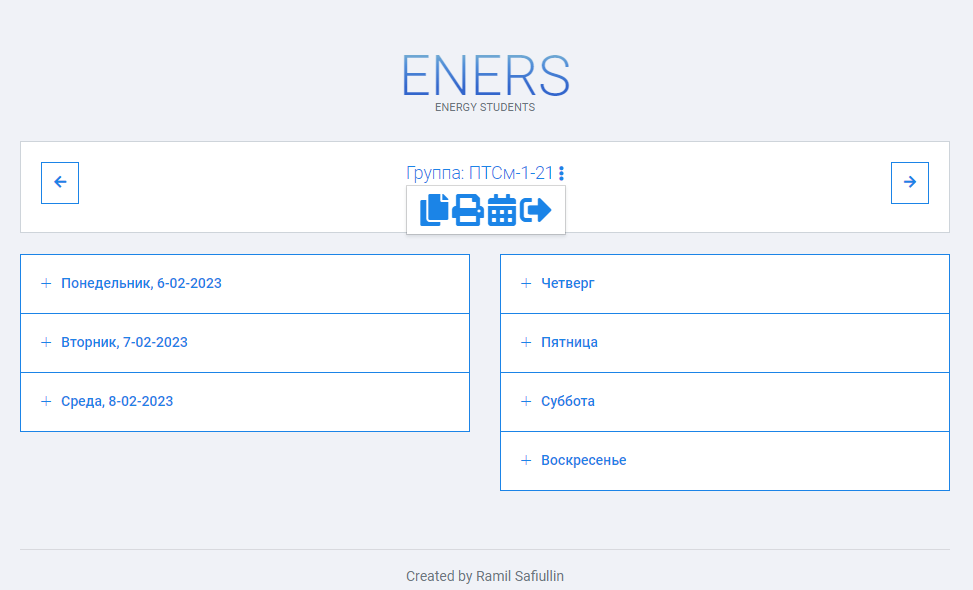 ENERS
ENERGY STUDENTS
Группа: ПТСм-1-21
Понедельник, 6-02-2023
Вторник, 7-02-2023
Среда, 8-02-2023
Четверг
Пятница
Суббота
Воскресенье
Created by Ramil Safiullin